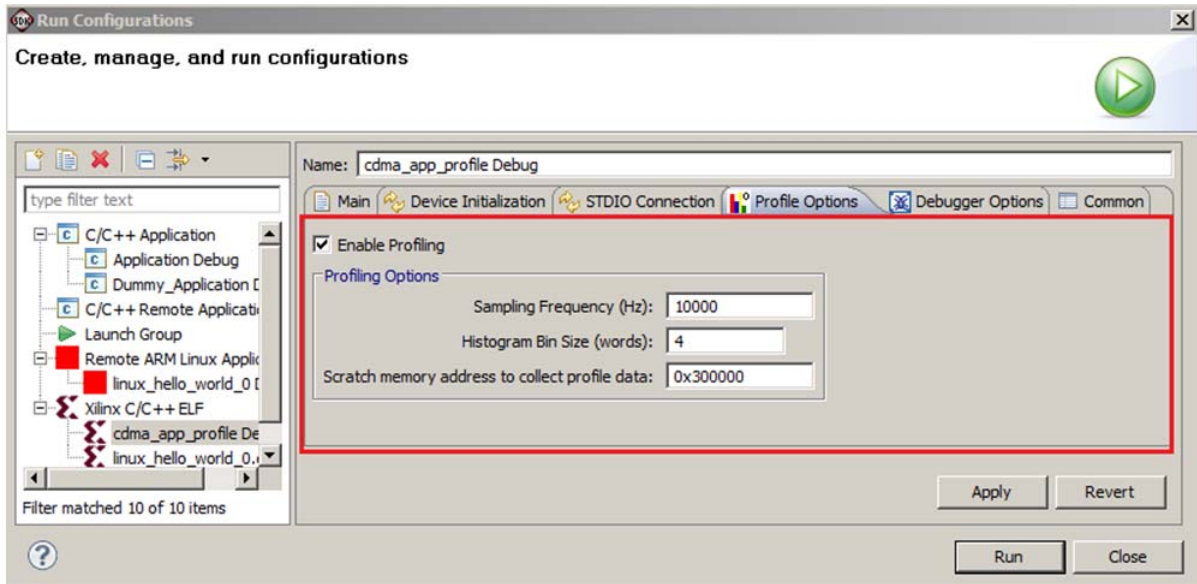 SDK Run Configurations
Create, manage, and run configurations
Name: cdma_app_profile Debug
type filter text
Main Device Initialization STDIO Connection Profile Options Debugger Options Common
C/C++ Application
Application Debug
Dummy_Application D
C/C++ Remote Applicati
Launch Group
Remote ARM Linux Applic
linux_hello_world_0 D
Xilinx C/C++ ELF
cdma_app_profile De
linux_hello_world_0.
Filter matched 10 of 10 items
Enable Profiling
Profiling Options
Sampling Frequency (Hz): 10000
Histogram Bin Size (words): 4
Scratch memory address to collect profile data: 0x300000
Apply Revert
? Run Close